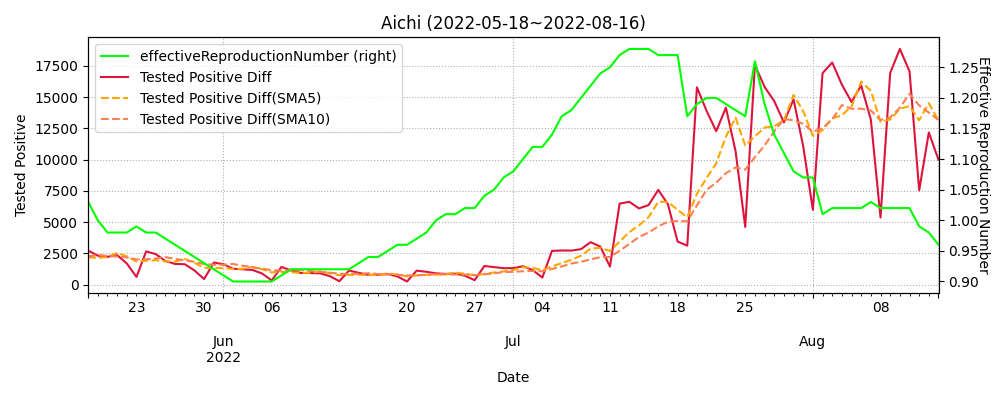 Aichi (2022-05-18~2022-08-16)
effectiveReproductionNumber (right)
Tested Positive Diff
Tested Positive Diff(SMA5)
Tested Positive Diff(SMA10)
Tested Positive
17500
15000
12500
10000
7500
5000
2500
0
Effective Reproduction Number
1.25
1.20
1.15
1.10
1.05
1.00
0.95
0.90
23 30 06 13 20 27 04 11 18 25 08
Jun Jul Aug
2022
Date